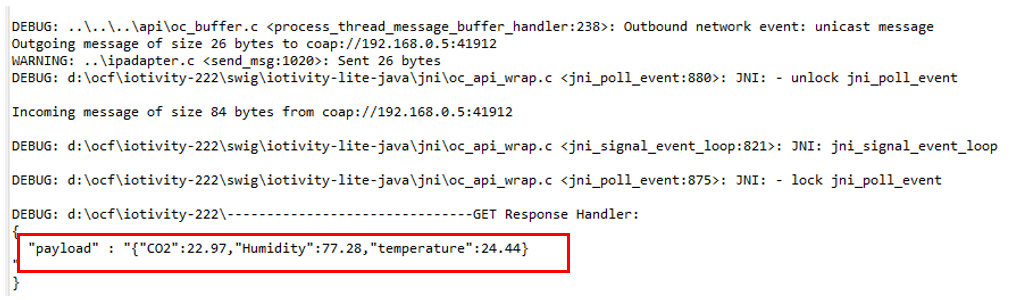 DEBUG: ..\..\..\api\oc_buffer.c <process_thread_message_buffer_handler:238>: Outbound network event: unicast message
Outgoing message of size 26 bytes to coap://192.168.0.5:41912
WARNING: ..\ipadapter.c <send_msg:1020>: Sent 26 bytes
DEBUG: d:\ocf\iotivity-222\swig\iotivity-lite-java\jni\oc_api_wrap.c <jni_poll_event:880>: JNI: - unlock jni_poll_event
Incoming message of size 84 bytes from coap://192.168.0.5:41912
DEBUG: d:\ocf\iotivity-222\swig\iotivity-lite-java\jni\oc_api_wrap.c <jni_signal_event_loop:821>: JNI: jni_signal_event_loop
DEBUG: d:\ocf\iotivity-222\swig\iotivity-lite-java\jni\oc_api_wrap.c <jni_poll_event:875>: JNI: - lock jni_poll_event
DEBUG: d:\ocf\iotivity-222\-------------------------------GET Response Handler:
{
"payload" : "{"CO2":22.97,"Humidity":77.28,"temperature":24.44}
"
}